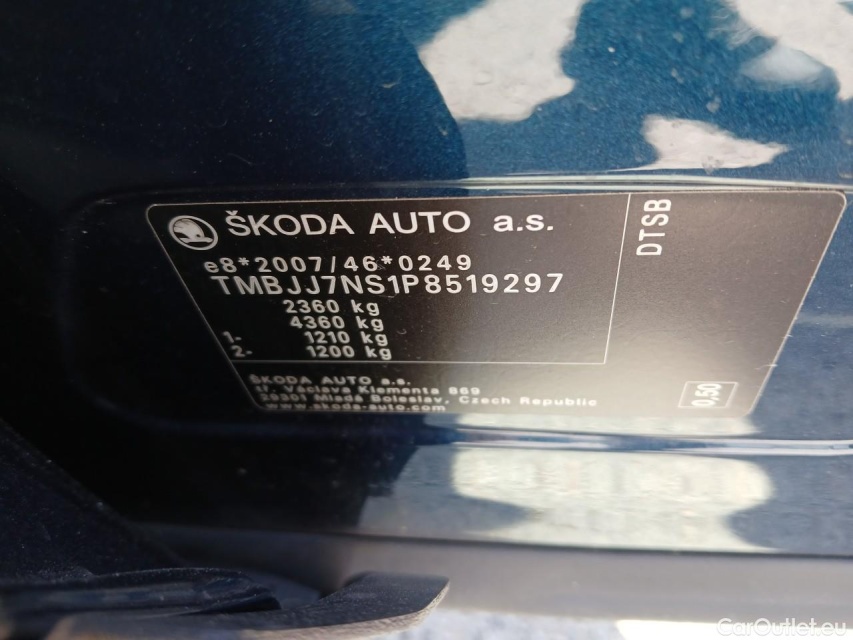 ŠKODA AUTO a.s.
DTSB
e8*2007/46*0249
TMBJJ7NS1P8519297
2360 kg
4360 kg
1- 1210 kg
2- 1200 kg
ŠKODA AUTO a.s.
tř. Václava Klementa 869
29301 Mladá Boleslav, Czech Republic
www.skoda-auto.com
0,50
CarOutlet.eu